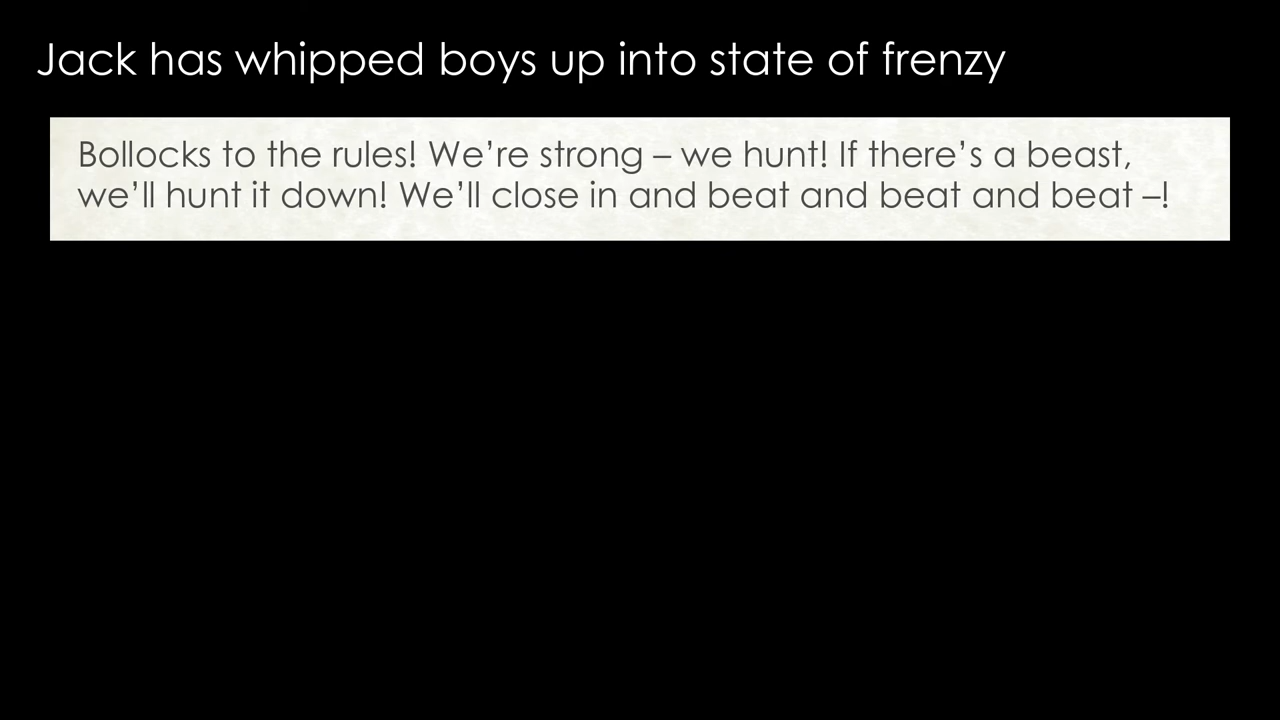 Jack has whipped boys up into state of frenzy
Bollocks to the rules! We’re strong – we hunt! If there’s a beast,
we’ll hunt it down! We’ll close in and beat and beat and beat –!